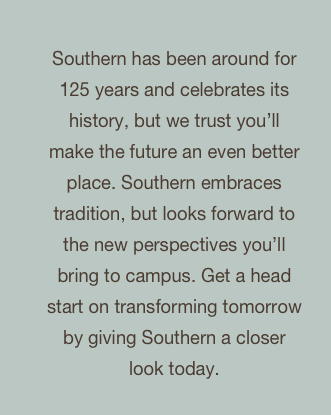 Southern has been around for
125 years and celebrates its
history, but we trust you’ll
make the future an even better
place. Southern embraces
tradition, but looks forward to
the new perspectives you’ll
bring to campus. Get a head
start on transforming tomorrow
by giving Southern a closer
look today.